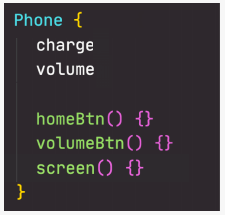 Phone {
charge
volume
homeBtn() {}
volumeBtn() {}
screen() {}
}